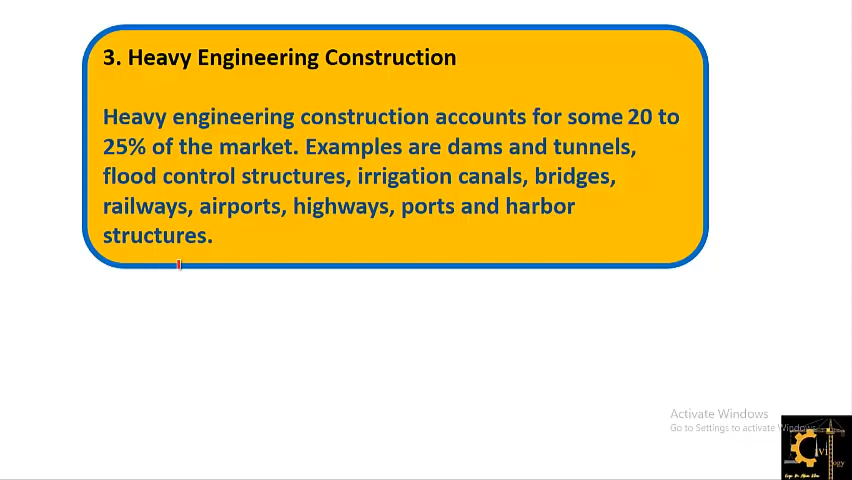 3. Heavy Engineering Construction
Heavy engineering construction accounts for some 20 to
25% of the market. Examples are dams and tunnels,
flood control structures, irrigation canals, bridges,
railways, airports, highways, ports and harbor
structures.
Activate Windows
Go to Settings to activate Windows.